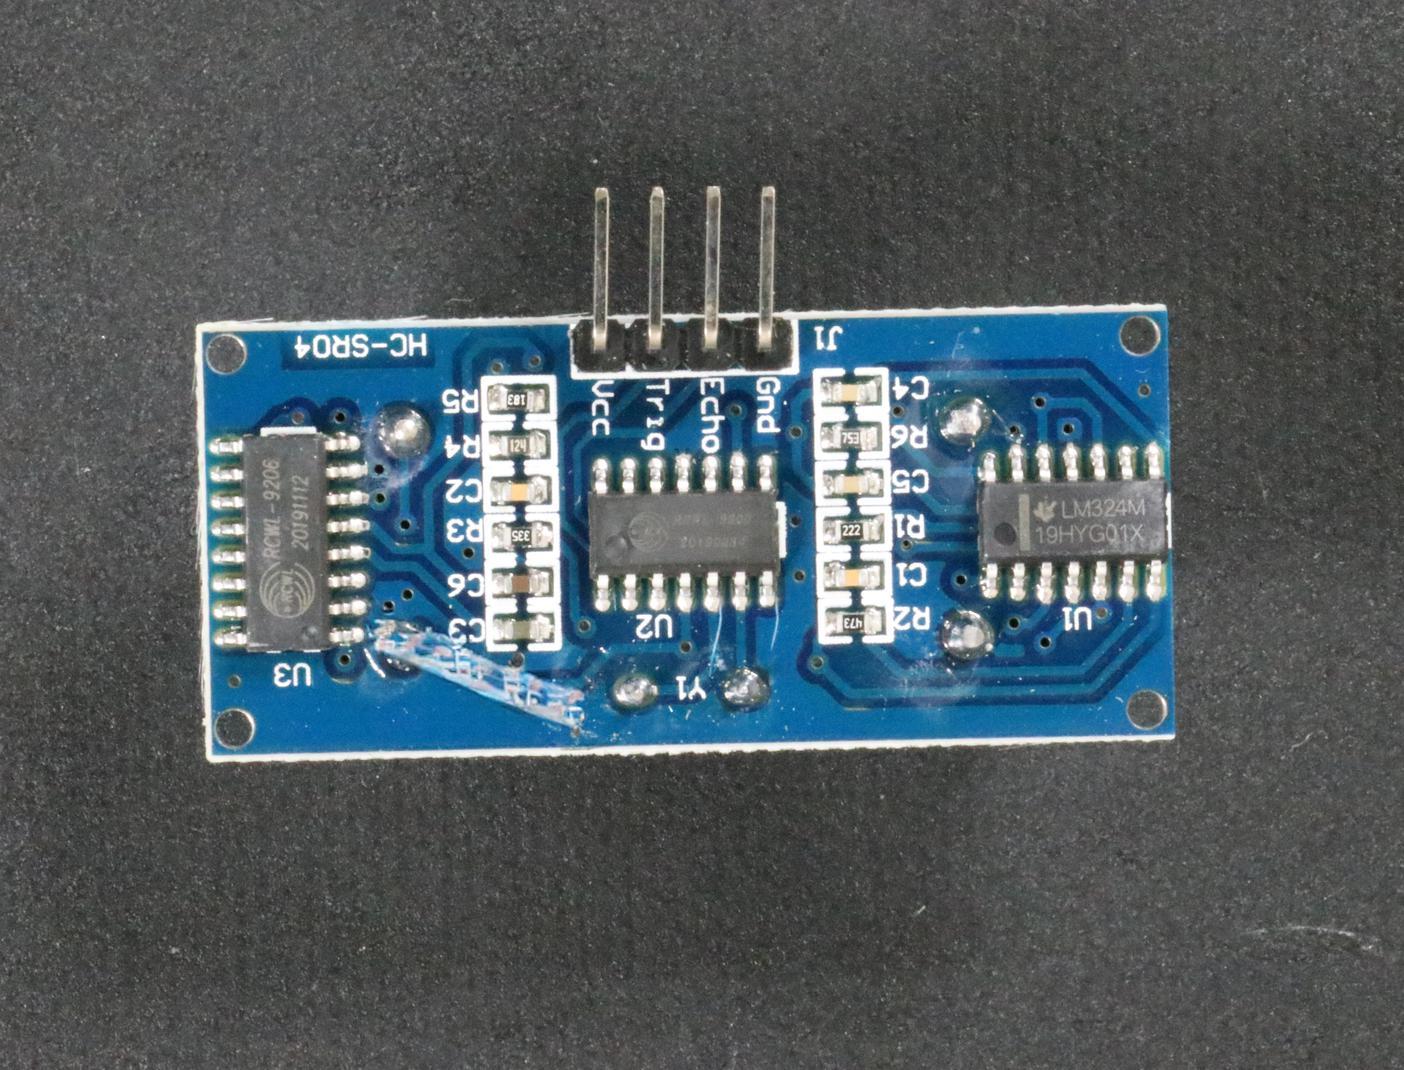 HC-SR04
J1
Vcc
Trig
Echo
Gnd
R5
183
R4
124
C2
R3
335
C6
C3
C4
R6
C5
R1
222
C1
R2
473
RCWL-9206
20191112
RCWL
U3
U2
Y1
LM324M
19HYG01X
U1